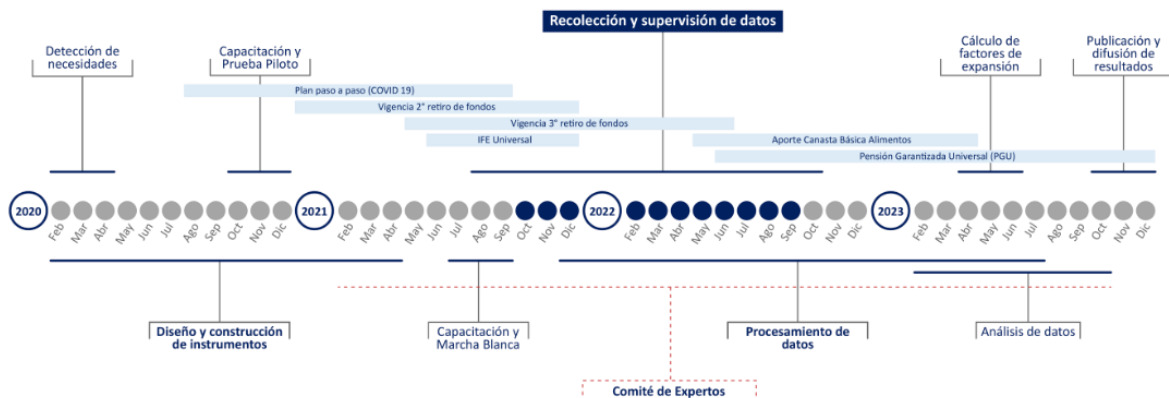 Recolección y supervisión de datos
Detección de
necesidades
Capacitación y
Prueba Piloto
Cálculo de
factores de
expansión
Publicación y
difusión de
resultados
Plan paso a paso (COVID 19)
Vigencia 2° retiro de fondos
Vigencia 3° retiro de fondos
IFE Universal
Aporte Canasta Básica Alimentos
Pensión Garantizada Universal (PGU)
2020 2021 2022 2023
Feb Mar Abr May Jun Jul Ago Sep Oct Nov Dic
Feb Mar Abr May Jun Jul Ago Sep Oct Nov Dic
Feb Mar Abr May Jun Jul Ago Sep Oct Nov Dic
Feb Mar Abr May Jun Jul Ago Sep Oct Nov Dic
Diseño y construcción
de instrumentos
Capacitación y
Marcha Blanca
Procesamiento de
datos
Análisis de datos
Comité de Expertos